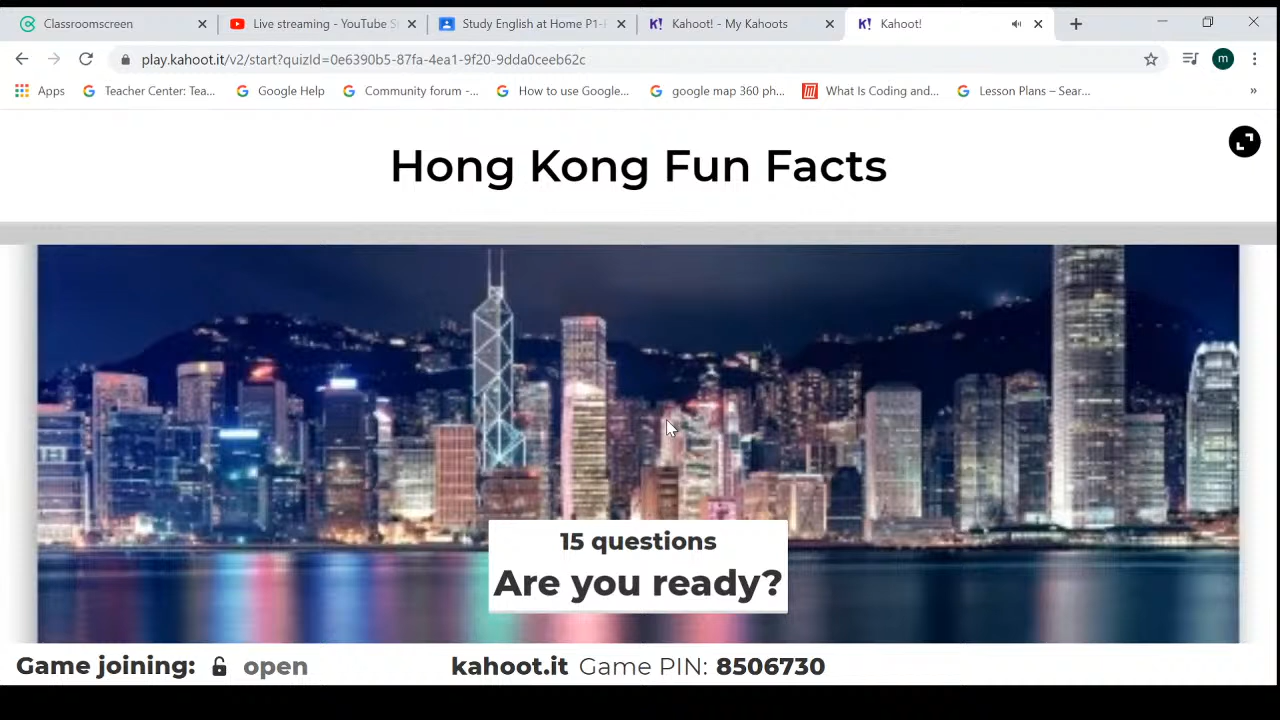 Classroomscreen
Live streaming - YouTube S
Study English at Home P1-
Kahoot! - My Kahoots
Kahoot!
play.kahoot.it/v2/start?quizId=0e6390b5-87fa-4ea1-9f20-9dda0ceeb62c
m
Apps
Teacher Center: Tea...
Google Help
Community forum -...
How to use Google...
google map 360 ph...
What Is Coding and...
Lesson Plans – Sear...
Hong Kong Fun Facts
15 questions
Are you ready?
Game joining: open
kahoot.it Game PIN: 8506730